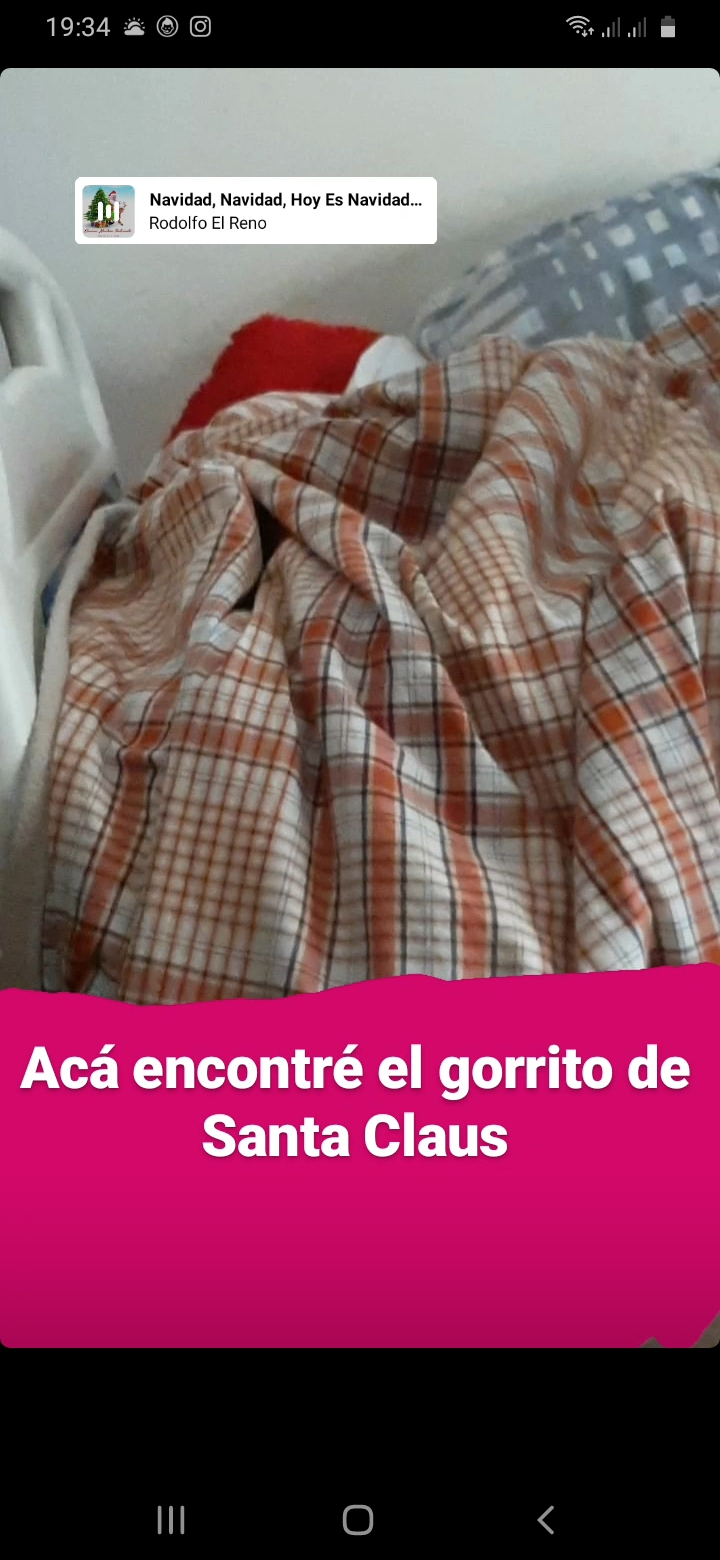 19:34
Navidad, Navidad, Hoy Es Navidad...
Rodolfo El Reno
Acá encontré el gorrito de
Santa Claus